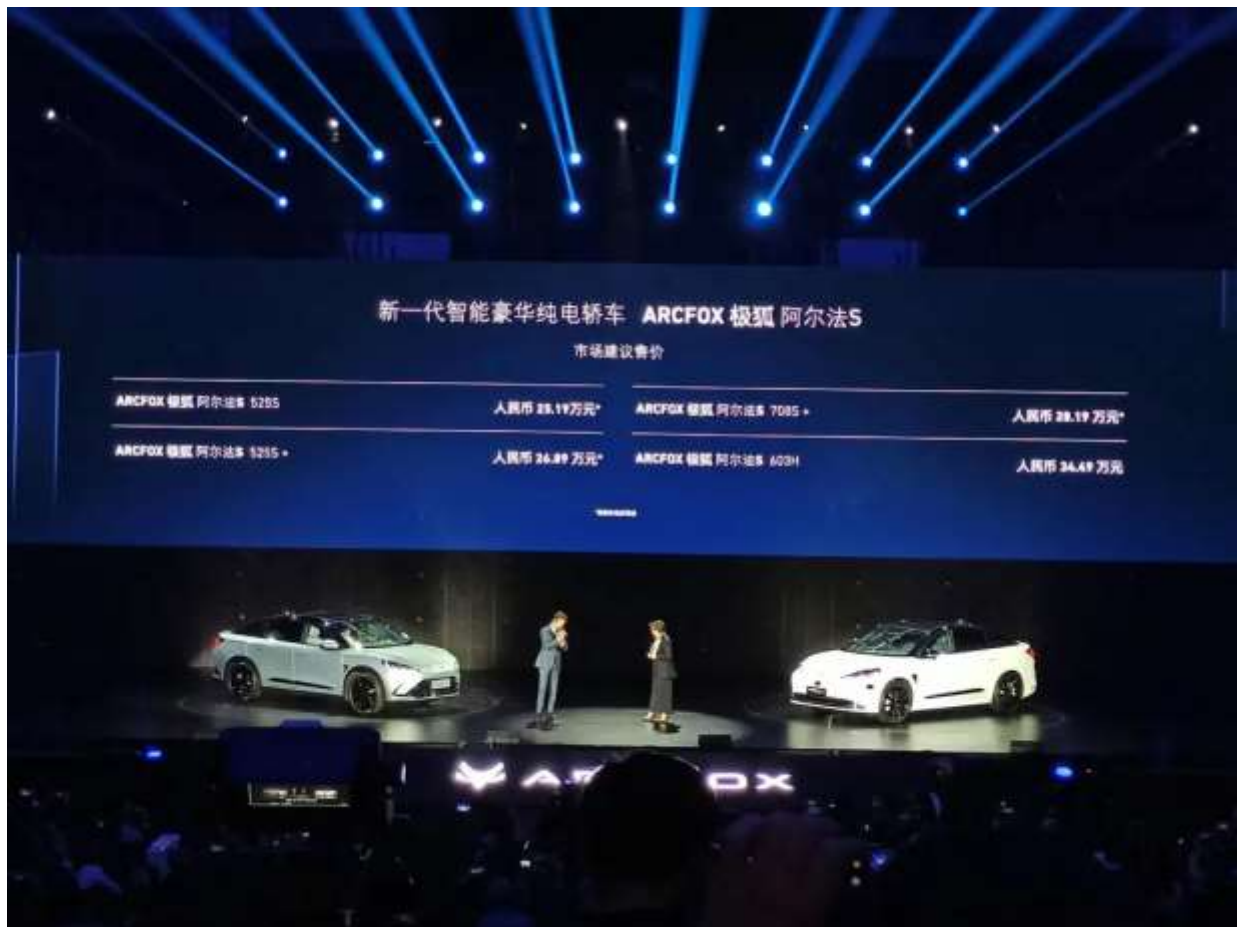 新一代智能豪华纯电轿车 ARCFOX 极狐 阿尔法S
市场建议售价
ARCFOX 极狐 阿尔法S 525S 人民币 25.19万元*
ARCFOX 极狐 阿尔法S 708S + 人民币 28.19 万元*
ARCFOX 极狐 阿尔法S 525S + 人民币 26.89 万元*
ARCFOX 极狐 阿尔法S 603H 人民币 34.49 万元